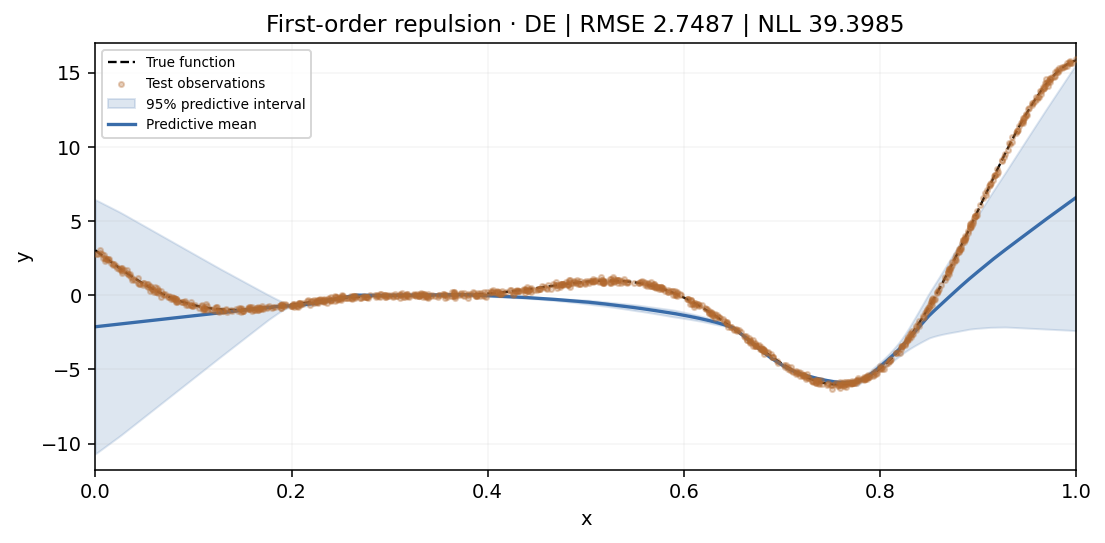 First-order repulsion · DE | RMSE 2.7487 | NLL 39.3985
True function
Test observations
95% predictive interval
Predictive mean
15
10
5
0
−5
−10
y
0.0
0.2
0.4
0.6
0.8
1.0
x